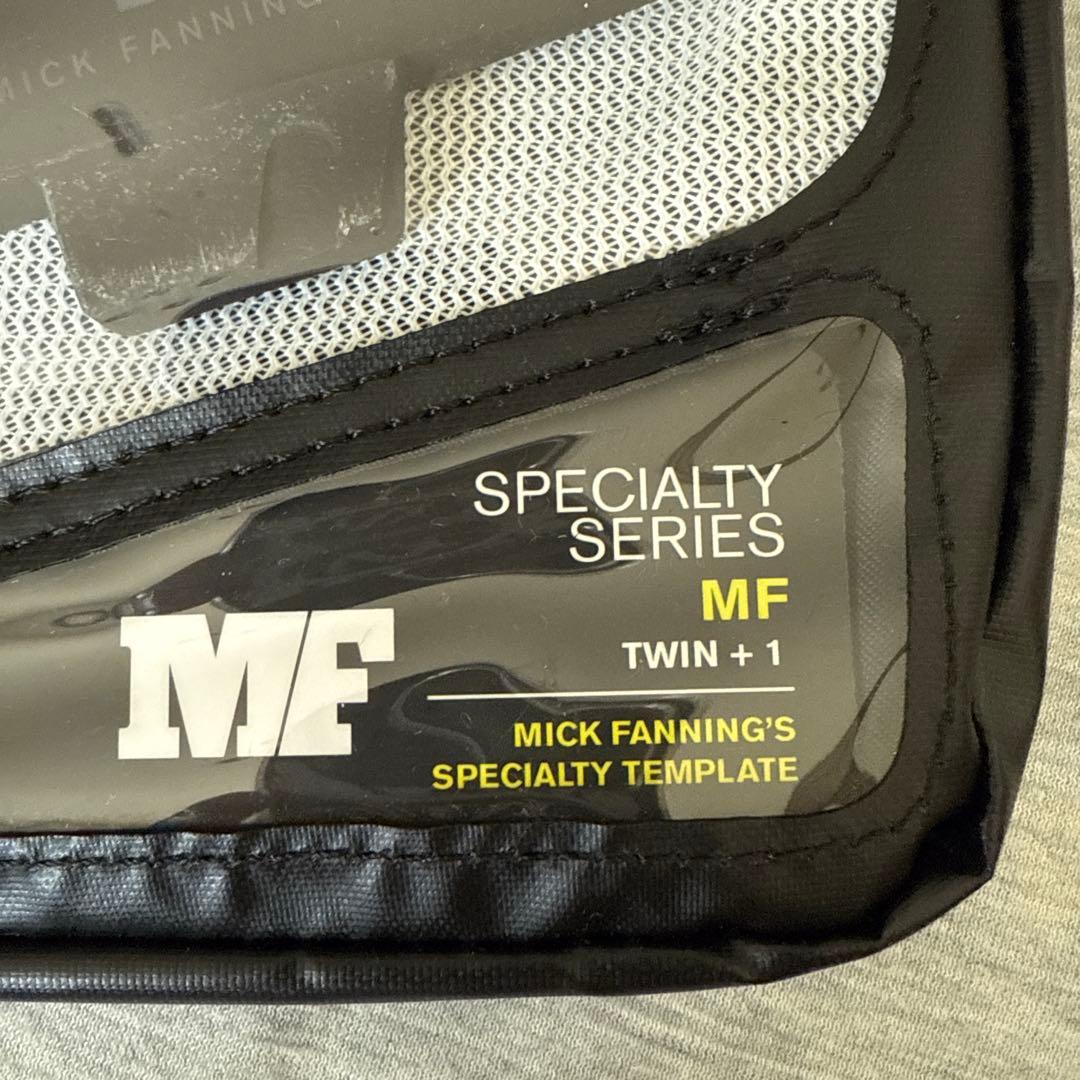 MICK FANNING
SPECIALTY
SERIES
MF
TWIN + 1
MF
MICK FANNING'S
SPECIALTY TEMPLATE